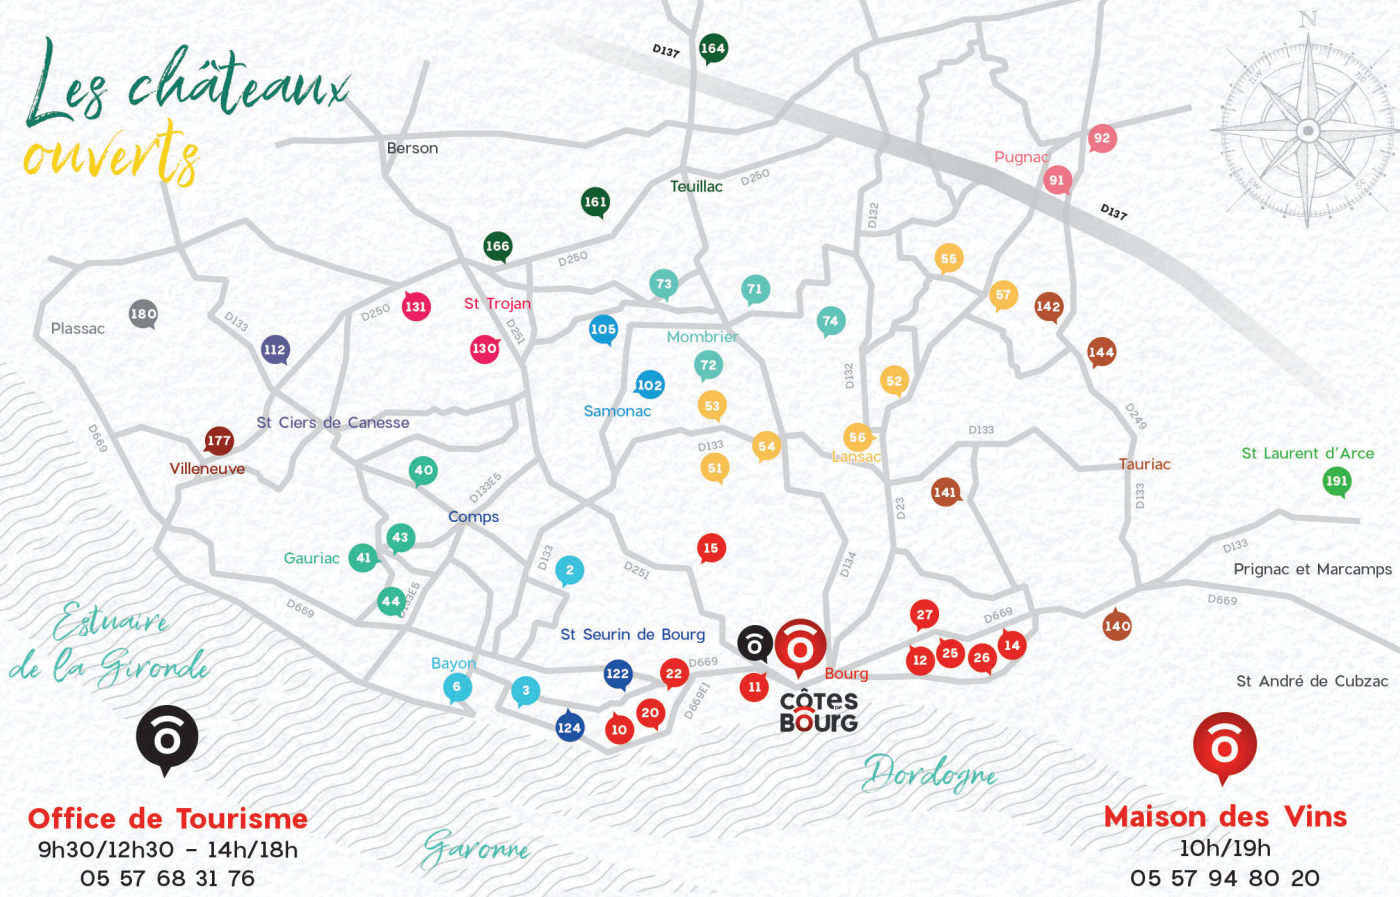 Les châteaux
ouverts
N
D137
164
92
Pugnac
91
Berson
Teuillac
D250
D137
161
D132
166
D250
55
73
71
57
142
180
131
St Trojan
D250
D133
Plassac
105
74
D251
Mombrier
112
130
144
72
D132
102
52
Samonac
53
D249
St Ciers de Canesse
D669
177
56
D133
54
D133
Lansac
St Laurent d'Arce
Villeneuve
51
Tauriac
40
191
D133E5
141
D133
D23
Comps
43
15
D133
Gauriac
41
D133
D134
2
D251
Prignac et Marcamps
44
D133E5
D669
D669
Estuaire
de la Gironde
27
D669
140
St Seurin de Bourg
14
Bayon
D669
12
25
26
122
22
Bourg
St André de Cubzac
6
3
11
D669E1
CÔTES
DE
BOURG
20
124
10
Dordogne
Garonne
Office de Tourisme
9h30/12h30 - 14h/18h
05 57 68 31 76
Maison des Vins
10h/19h
05 57 94 80 20